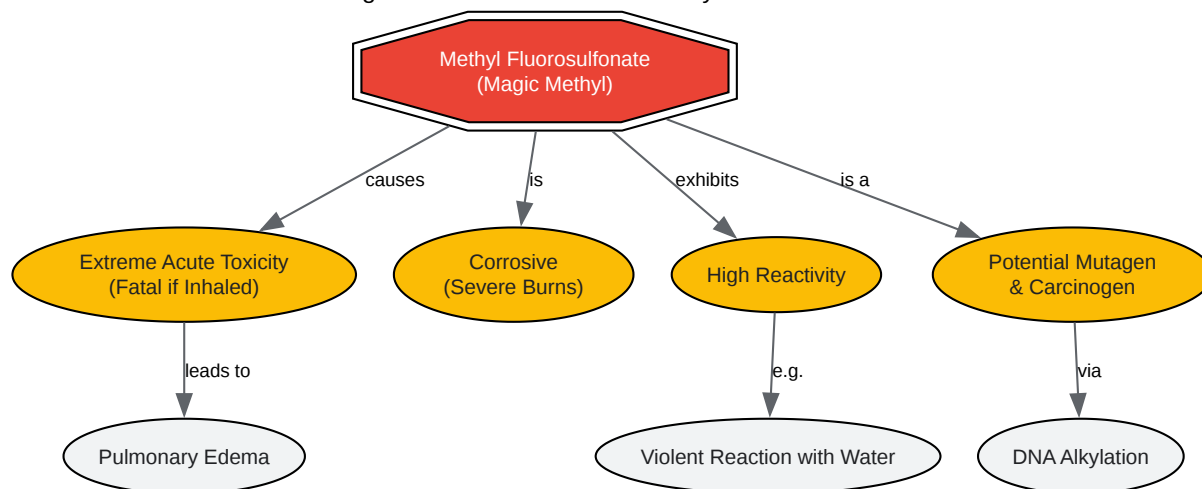 Methyl Fluorosulfonate
(Magic Methyl)
causes
is
exhibits
is a
Extreme Acute Toxicity
(Fatal if Inhaled)
Corrosive
(Severe Burns)
High Reactivity
Potential Mutagen
& Carcinogen
leads to
e.g.
via
Pulmonary Edema
Violent Reaction with Water
DNA Alkylation